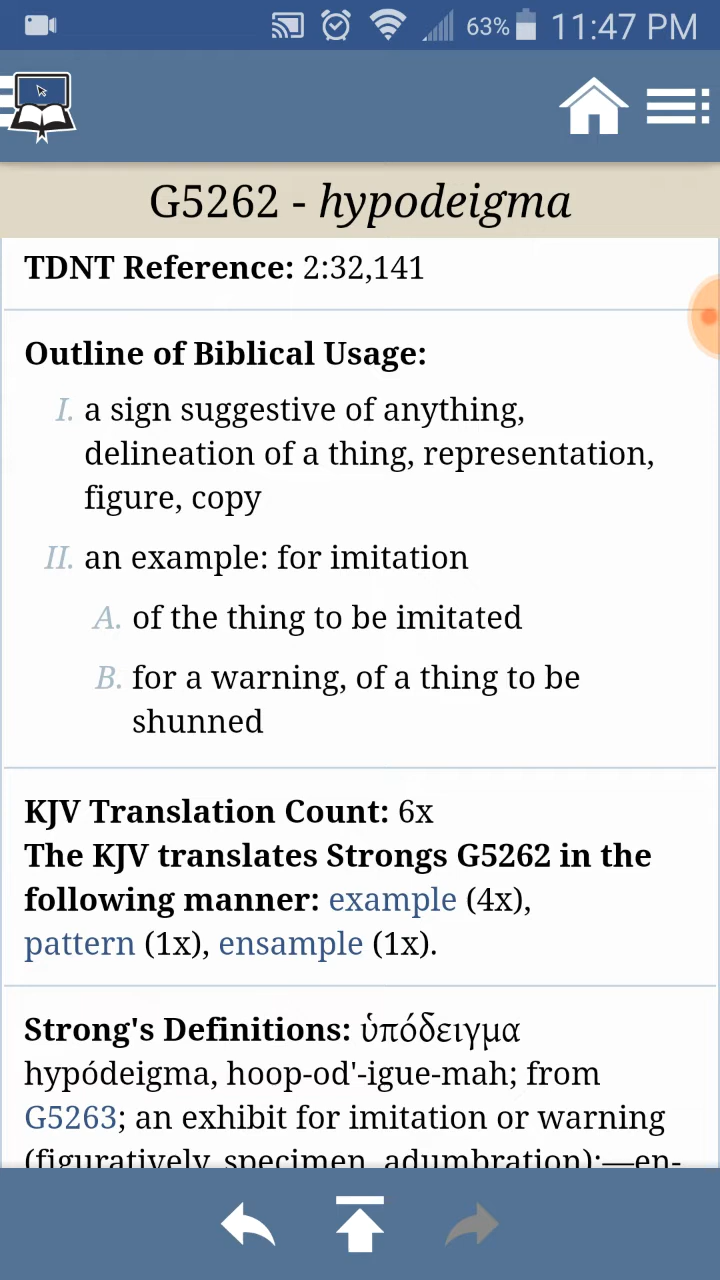 63% 11:47 PM
G5262 - hypodeigma
TDNT Reference: 2:32,141
Outline of Biblical Usage:
I. a sign suggestive of anything,
delineation of a thing, representation,
figure, copy
II. an example: for imitation
A. of the thing to be imitated
B. for a warning, of a thing to be
shunned
KJV Translation Count: 6x
The KJV translates Strongs G5262 in the
following manner: example (4x),
pattern (1x), ensample (1x).
Strong's Definitions: ὑπόδειγμα
hypódeigma, hoop-od'-igue-mah; from
G5263; an exhibit for imitation or warning
(figuratively, specimen, adumbration):—en-